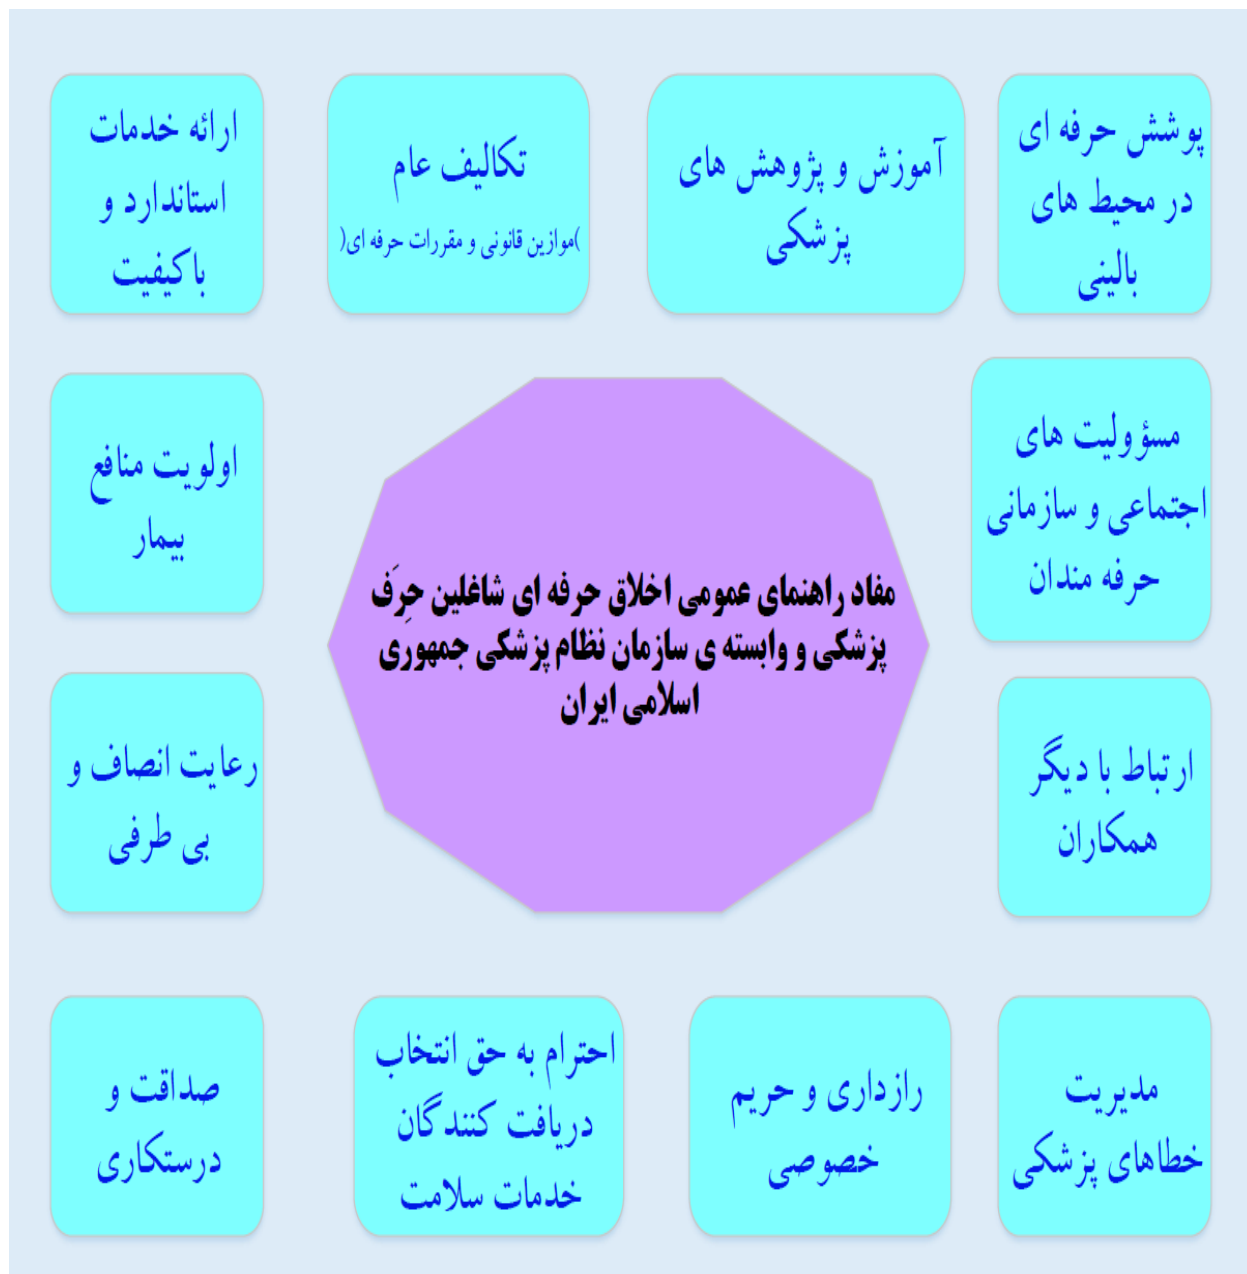 پوشش حرفه ای
در محیط های
بالینی
آموزش و پژوهش های
پزشکی
تکالیف عام
)موازین قانونی و مقررات حرفه ای(
ارائه خدمات
استاندارد و
باکیفیت
مسؤولیت های
اجتماعی و سازمانی
حرفه مندان
اولویت منافع
بیمار
مفاد راهنمای عمومی اخلاق حرفه ای شاغلین حِرَف
پزشکی و وابسته ی سازمان نظام پزشکی جمهوری
اسلامی ایران
ارتباط با دیگر
همکاران
رعایت انصاف و
بی طرفی
مدیریت
خطاهای پزشکی
رازداری و حریم
خصوصی
احترام به حق انتخاب
دریافت کنندگان
خدمات سلامت
صداقت و
درستکاری